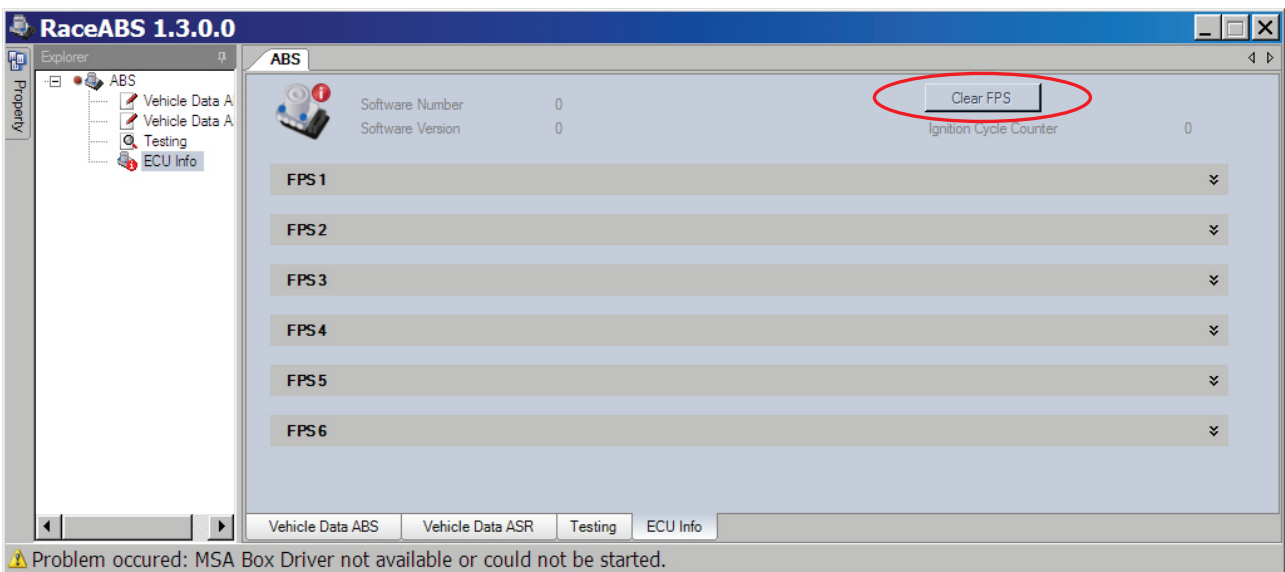 RaceABS 1.3.0.0
Explorer
Property
ABS
Vehicle Data A
Vehicle Data A
Testing
ECU Info
ABS
Software Number 0
Clear FPS
Software Version 0
Ignition Cycle Counter 0
FPS 1
FPS 2
FPS 3
FPS 4
FPS 5
FPS 6
Vehicle Data ABS Vehicle Data ASR Testing ECU Info
Problem occured: MSA Box Driver not available or could not be started.